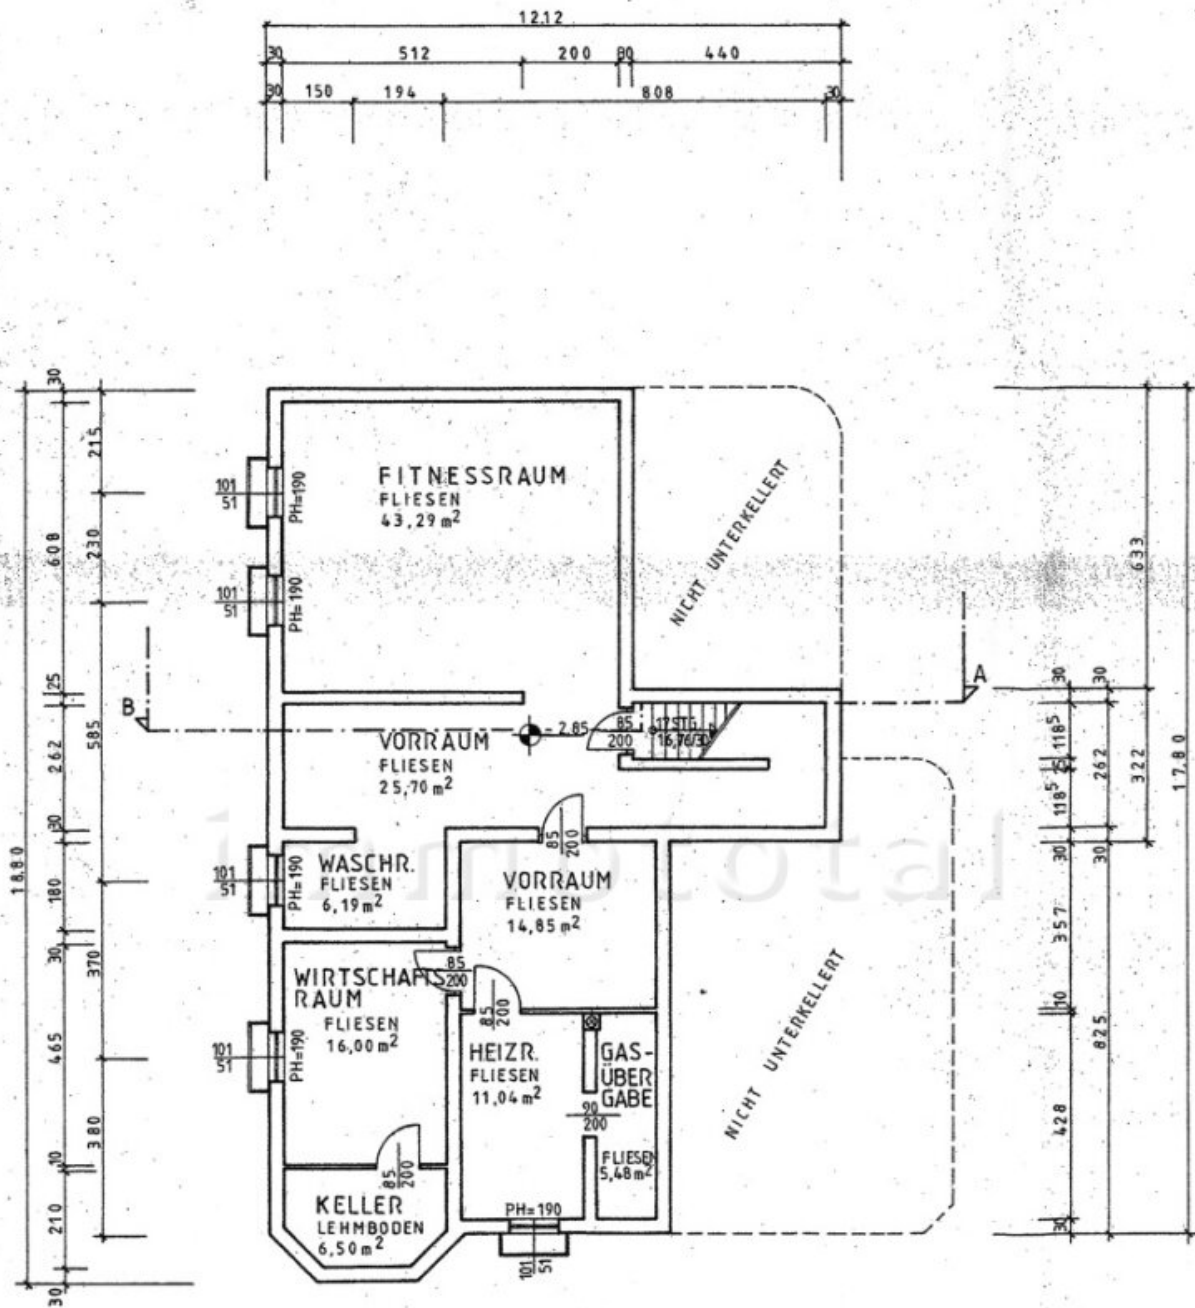 12.12
30 512 200 80 440
30 150 194 808 30
FITNESSRAUM
FLIESEN
43,29 m²
101
51
PH=190
101
51
PH=190
NICHT UNTERKELLERT
B
A
VORRAUM
FLIESEN
25,70 m²
- 2.85
85
200
17STG.
16,76/30
85
200
WASCHR.
FLIESEN
6,19 m²
101
51
PH=190
VORRAUM
FLIESEN
14,85 m²
85
200
WIRTSCHAFTS
RAUM
FLIESEN
16,00 m²
101
51
PH=190
85
200
HEIZR.
FLIESEN
11,04 m²
GAS-
ÜBER
GABE
90
200
FLIESEN
5,48 m²
NICHT UNTERKELLERT
85
200
KELLER
LEHMBODEN
6,50 m²
PH=190
101
51
18.80
30
608
25
262
30
180
30
465
10
210
30
215
230
585
370
380
30
118⁵
25
118⁵
30
357
10
428
30
30
262
30
825
633
322
17.80
total